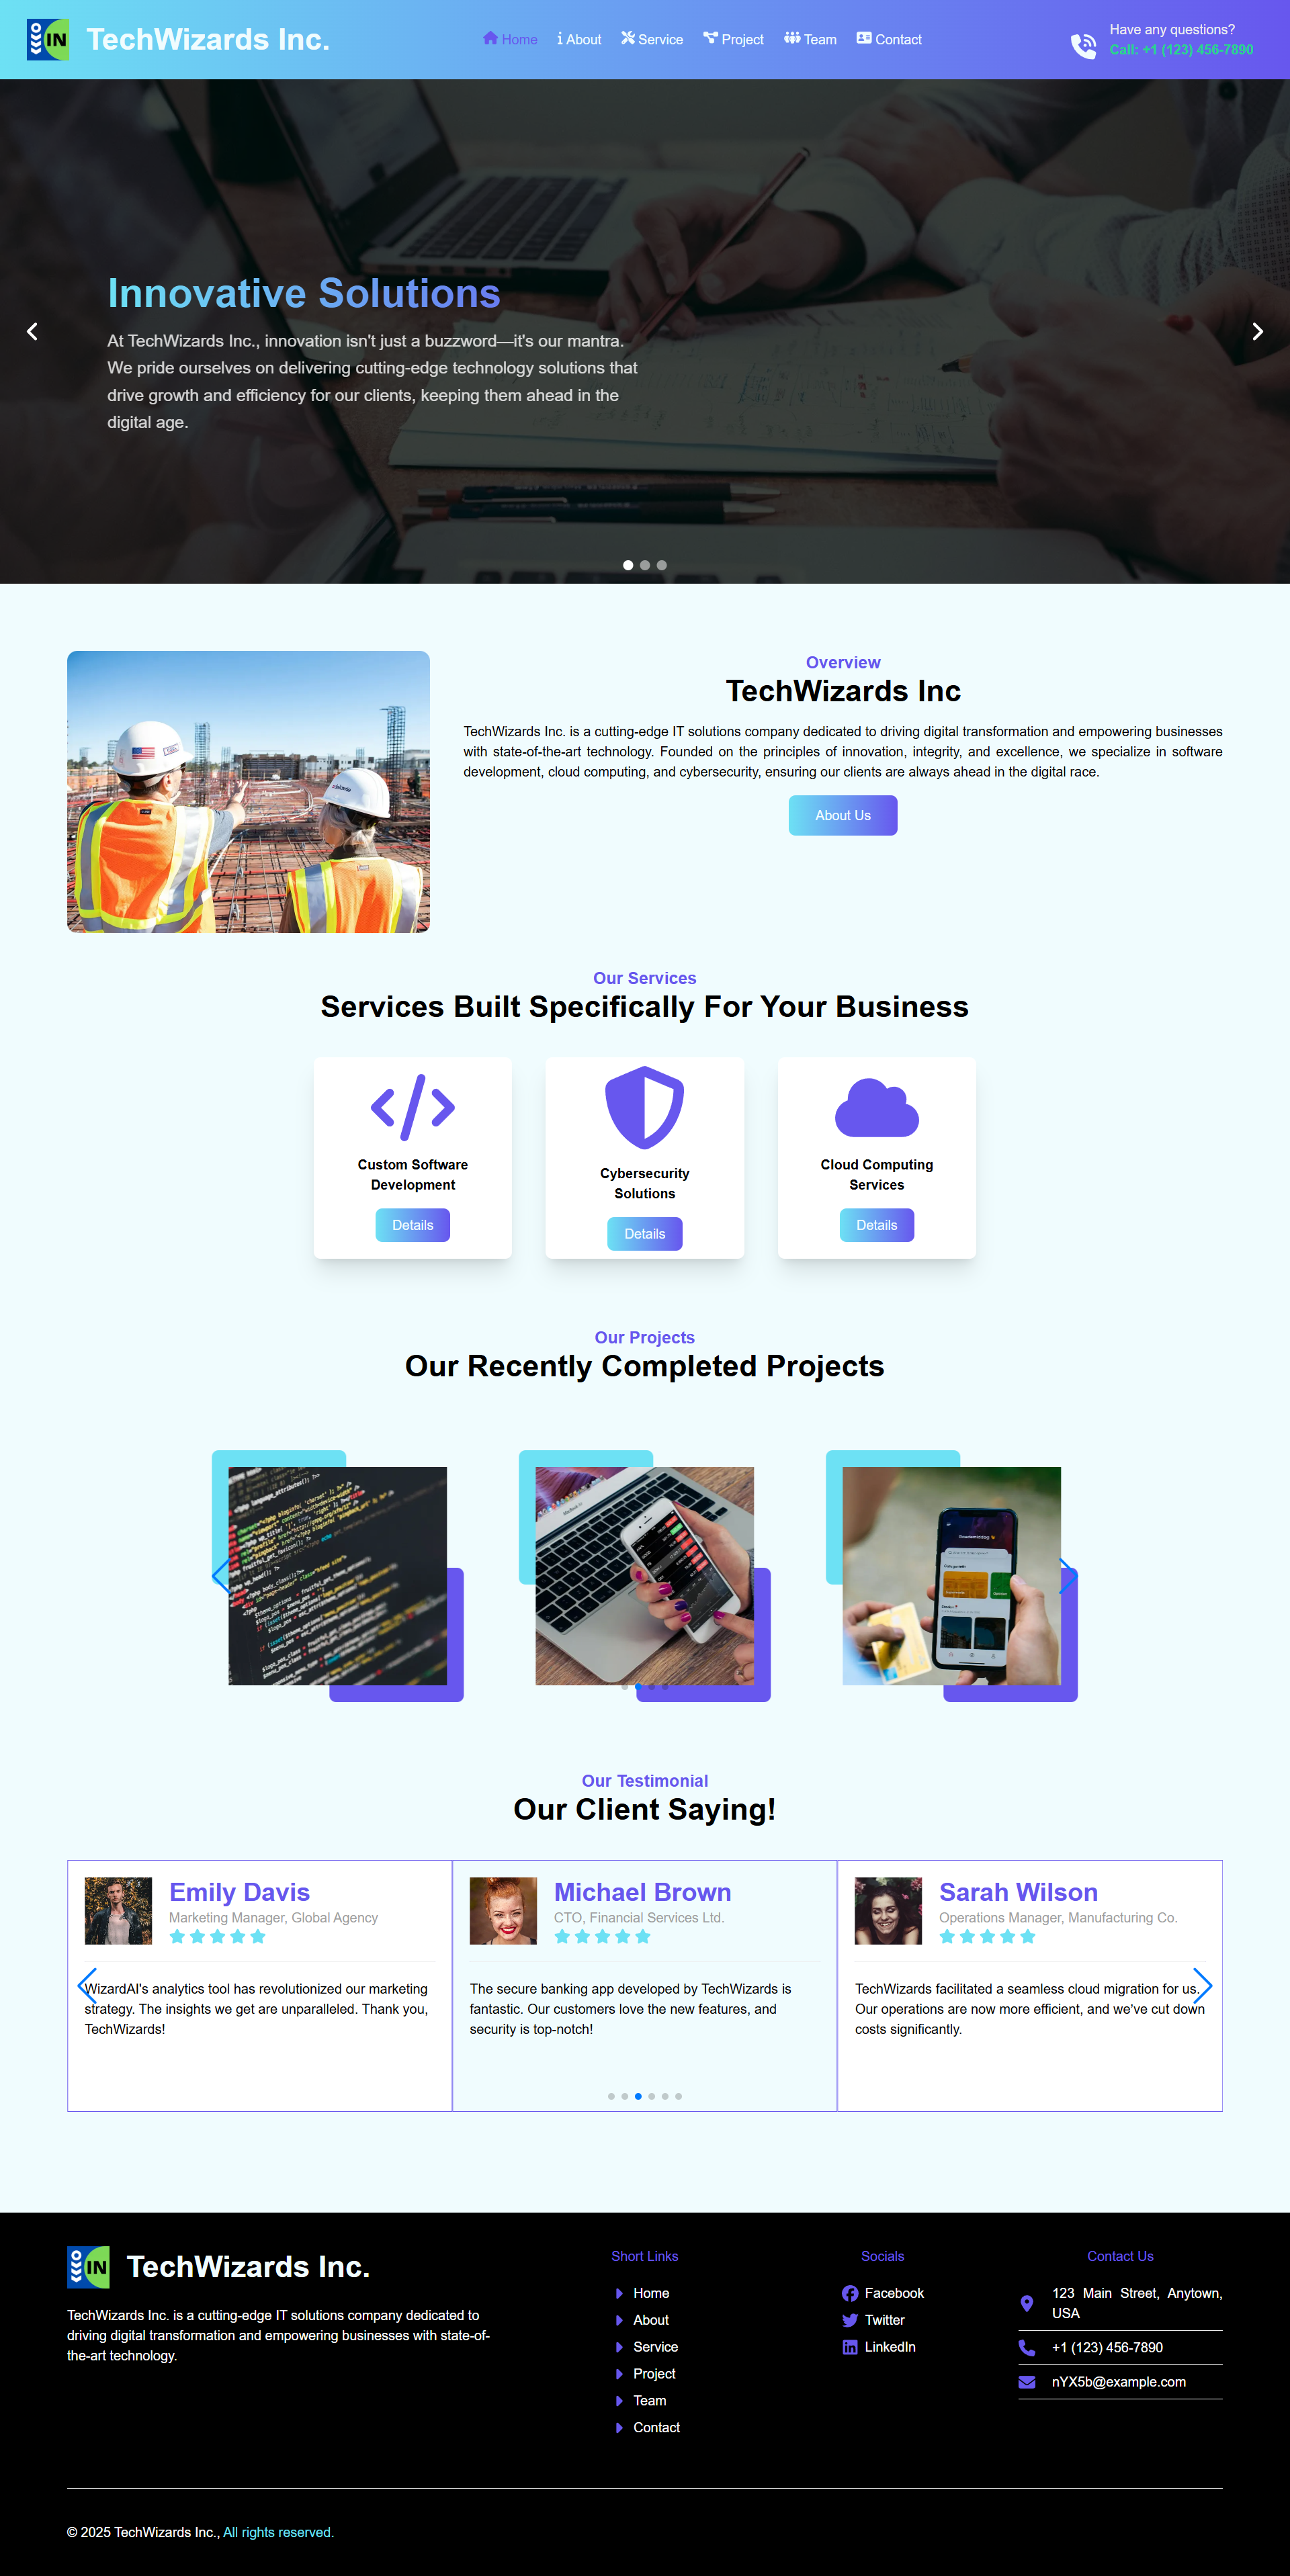 IN
TechWizards Inc.
Home
About
Service
Project
Team
Contact
Have any questions?
Call: +1 (123) 456-7890
Innovative Solutions
At TechWizards Inc., innovation isn't just a buzzword—it's our mantra.
We pride ourselves on delivering cutting-edge technology solutions that
drive growth and efficiency for our clients, keeping them ahead in the
digital age.
Overview
TechWizards Inc
TechWizards Inc. is a cutting-edge IT solutions company dedicated to driving digital transformation and empowering businesses
with state-of-the-art technology. Founded on the principles of innovation, integrity, and excellence, we specialize in software
development, cloud computing, and cybersecurity, ensuring our clients are always ahead in the digital race.
About Us
Our Services
Services Built Specifically For Your Business
Custom Software
Development
Details
Cybersecurity
Solutions
Details
Cloud Computing
Services
Details
Our Projects
Our Recently Completed Projects
Our Testimonial
Our Client Saying!
Emily Davis
Marketing Manager, Global Agency
WizardAI's analytics tool has revolutionized our marketing
strategy. The insights we get are unparalleled. Thank you,
TechWizards!
Michael Brown
CTO, Financial Services Ltd.
The secure banking app developed by TechWizards is
fantastic. Our customers love the new features, and
security is top-notch!
Sarah Wilson
Operations Manager, Manufacturing Co.
TechWizards facilitated a seamless cloud migration for us.
Our operations are now more efficient, and we've cut down
costs significantly.
IN
TechWizards Inc.
TechWizards Inc. is a cutting-edge IT solutions company dedicated to
driving digital transformation and empowering businesses with state-of-
the-art technology.
Short Links
Home
About
Service
Project
Team
Contact
Socials
Facebook
Twitter
LinkedIn
Contact Us
123 Main Street, Anytown,
USA
+1 (123) 456-7890
nYX5b@example.com
© 2025 TechWizards Inc., All rights reserved.